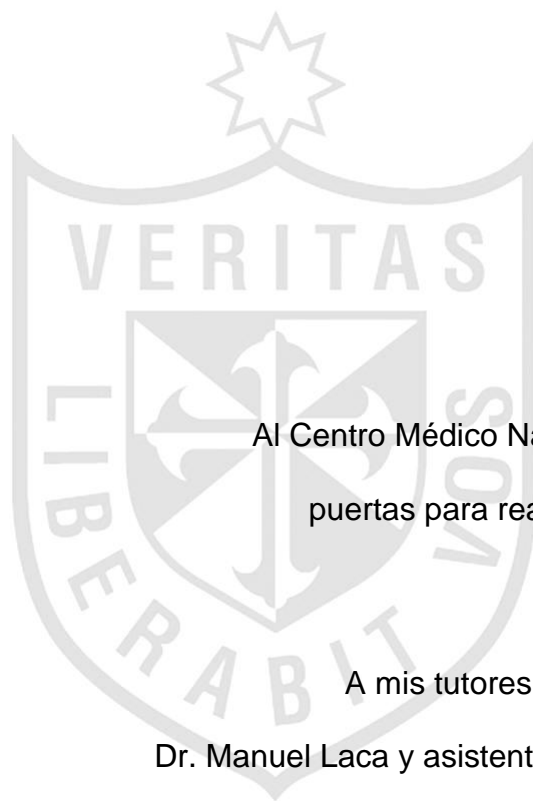 VERITAS
LIBERABIT VOS
Al Centro Médico Na
puertas para rea
A mis tutores
Dr. Manuel Laca y asistent